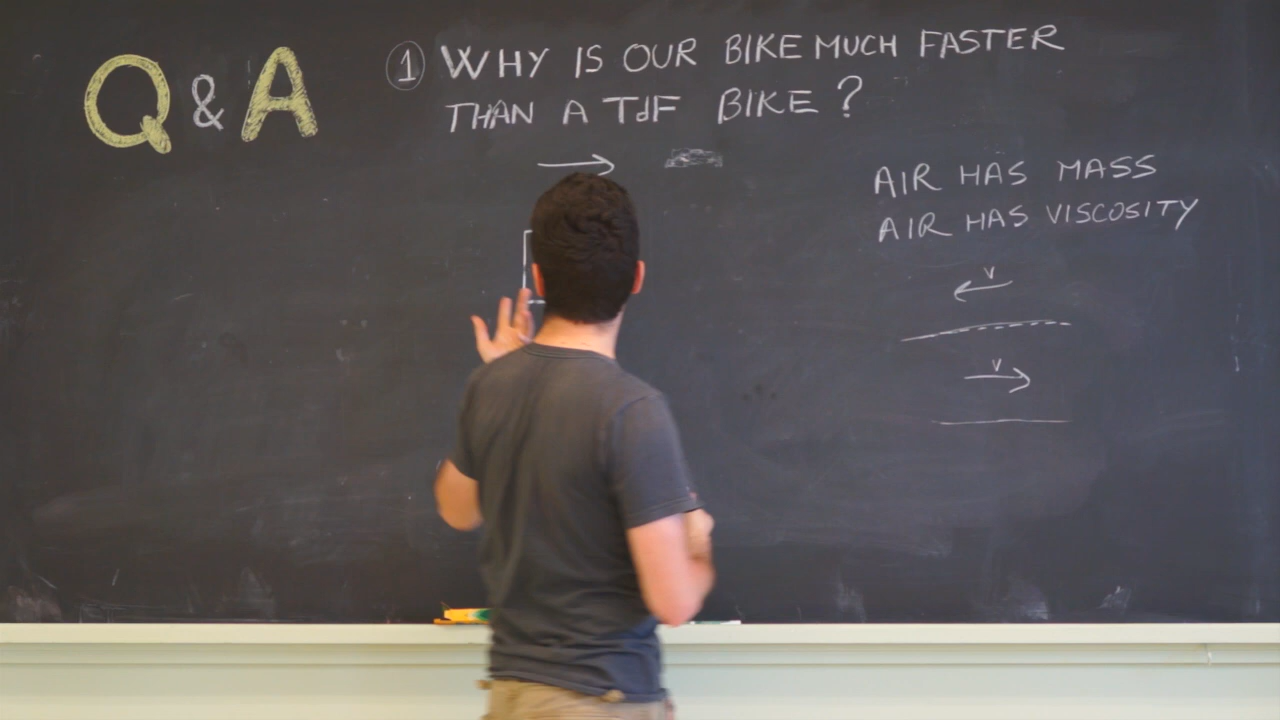 Q & A
① WHY IS OUR BIKE MUCH FASTER
THAN A TdF BIKE?
AIR HAS MASS
AIR HAS VISCOSITY
V
V